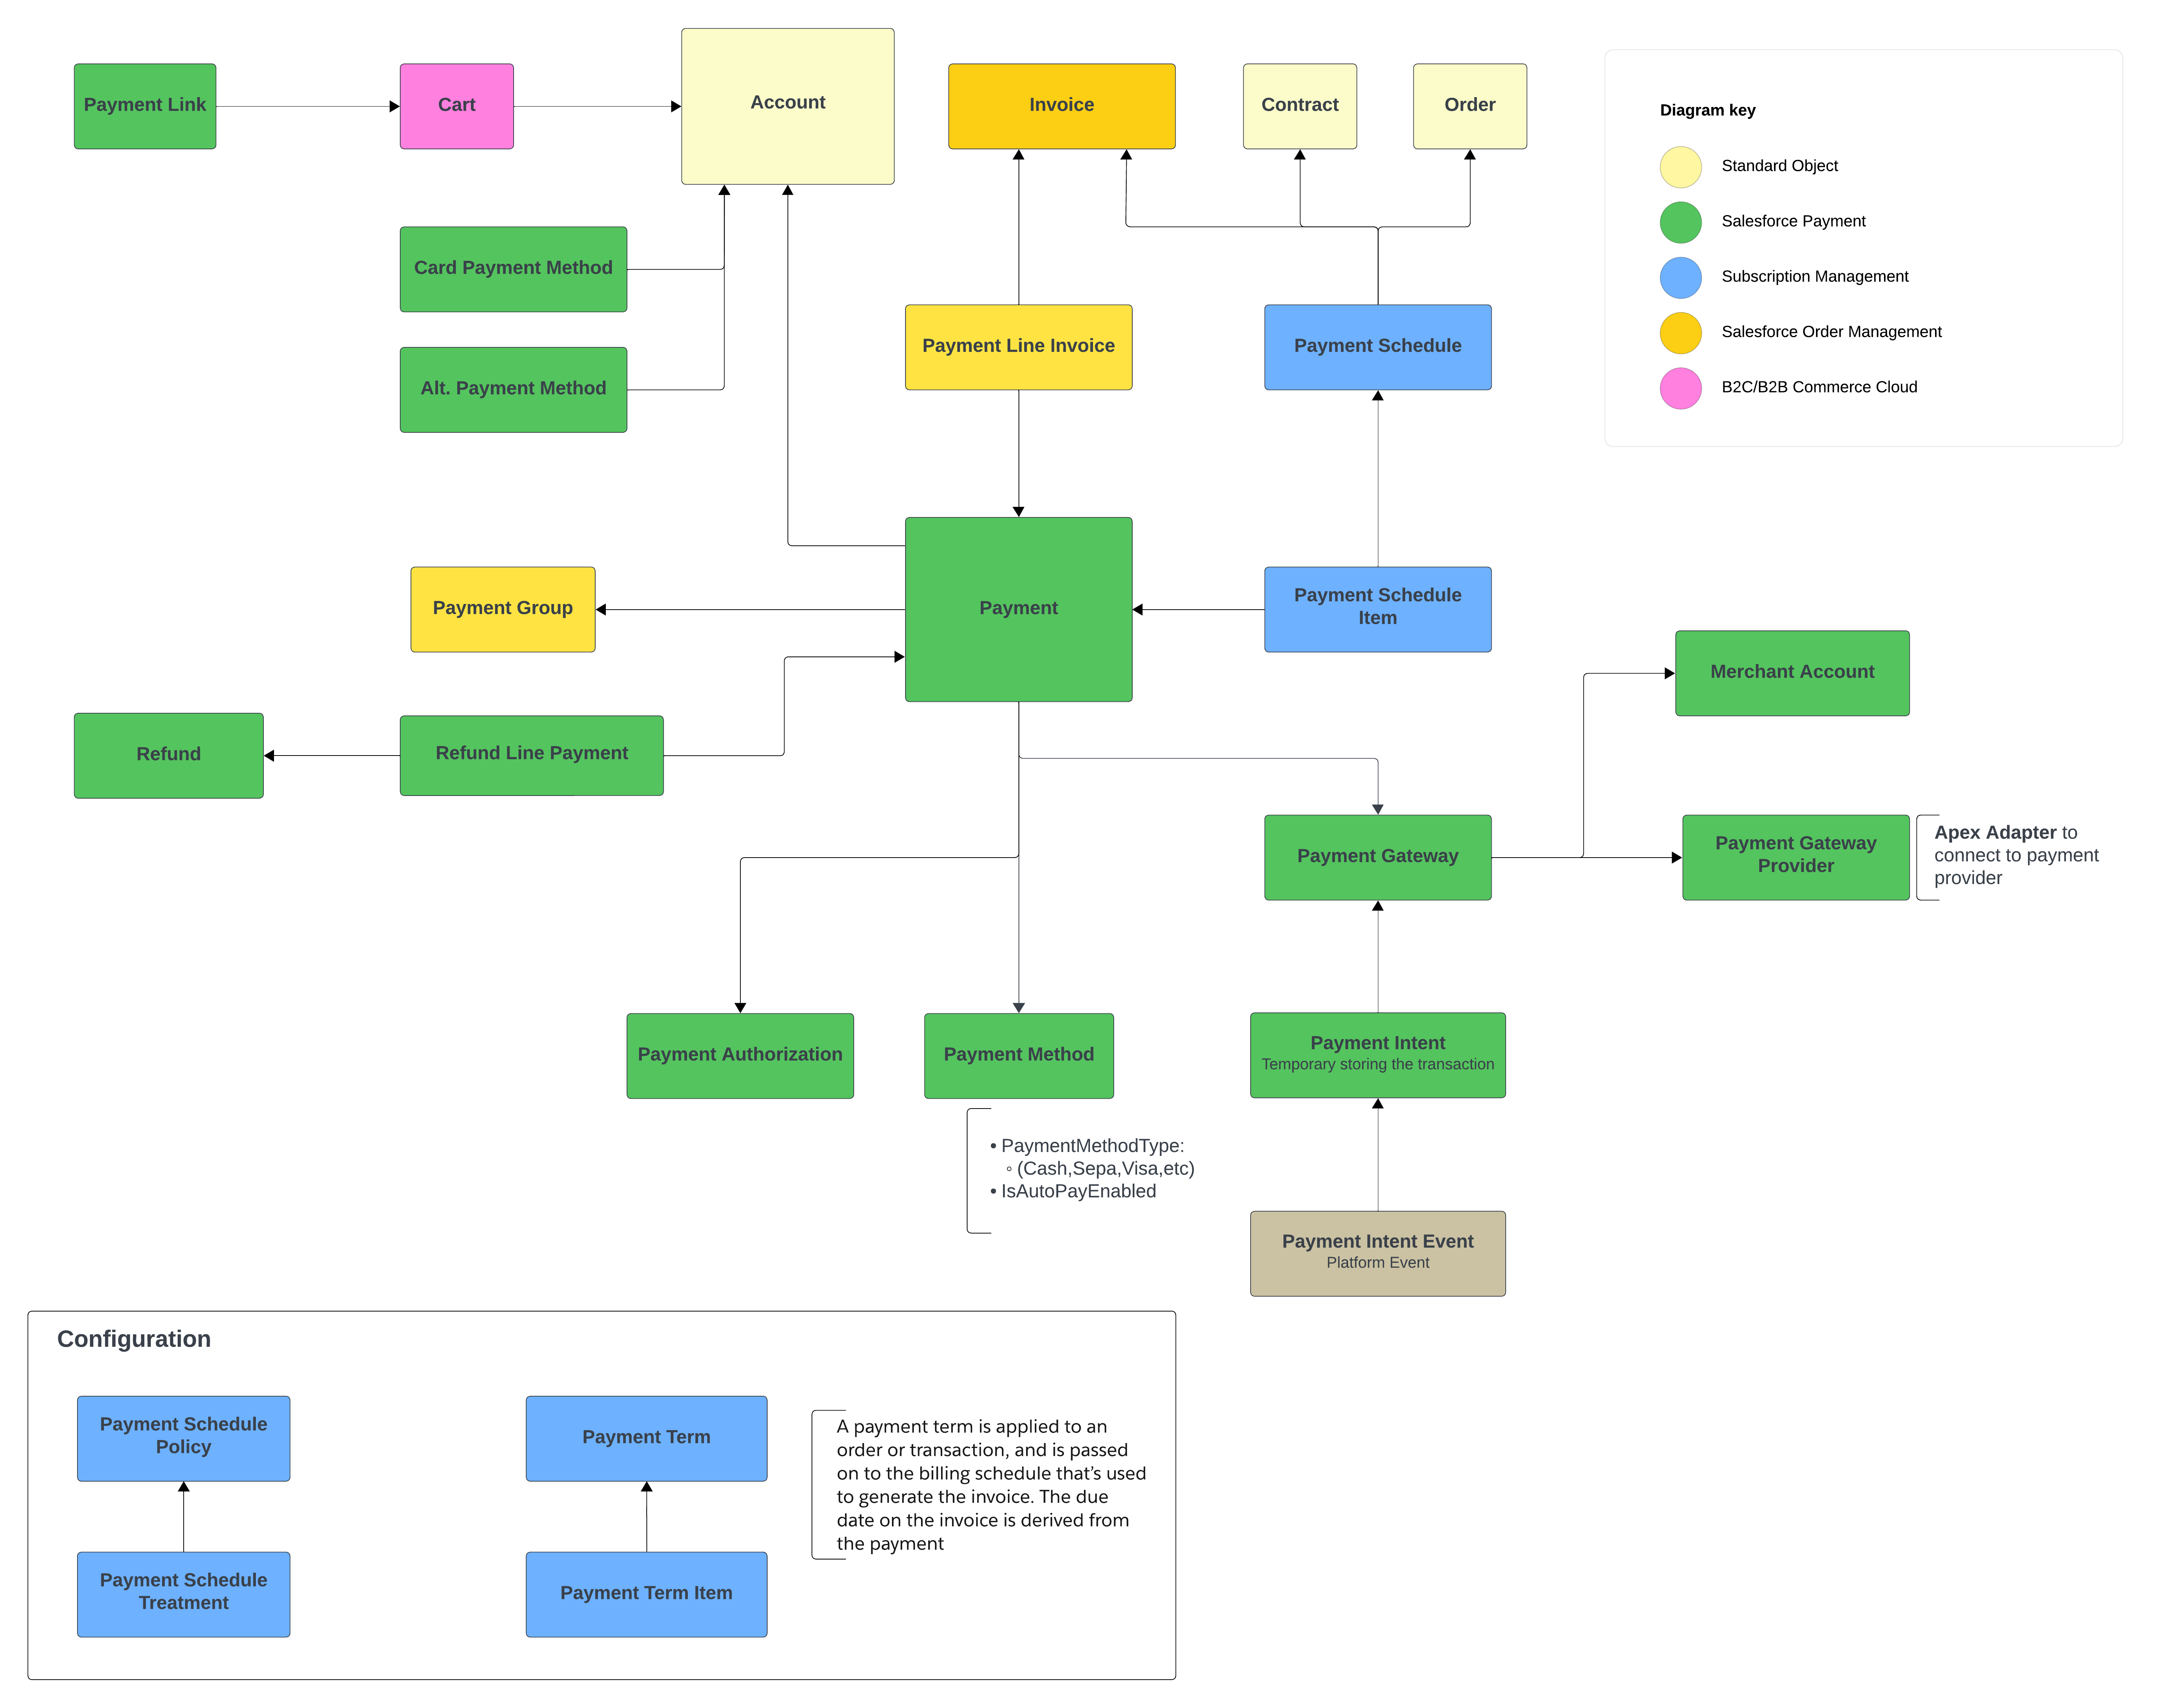 Payment Link
Cart
Account
Invoice
Contract
Order
Diagram key
Standard Object
Salesforce Payment
Subscription Management
Salesforce Order Management
B2C/B2B Commerce Cloud
Card Payment Method
Alt. Payment Method
Payment Line Invoice
Payment Schedule
Payment Group
Payment
Payment Schedule
Item
Merchant Account
Refund
Refund Line Payment
Payment Gateway
Payment Gateway
Provider
Apex Adapter to
connect to payment
provider
Payment Authorization
Payment Method
Payment Intent
Temporary storing the transaction
• PaymentMethodType:
◦ (Cash,Sepa,Visa,etc)
• IsAutoPayEnabled
Payment Intent Event
Platform Event
Configuration
Payment Schedule
Policy
Payment Term
A payment term is applied to an
order or transaction, and is passed
on to the billing schedule that’s used
to generate the invoice. The due
date on the invoice is derived from
the payment
Payment Schedule
Treatment
Payment Term Item